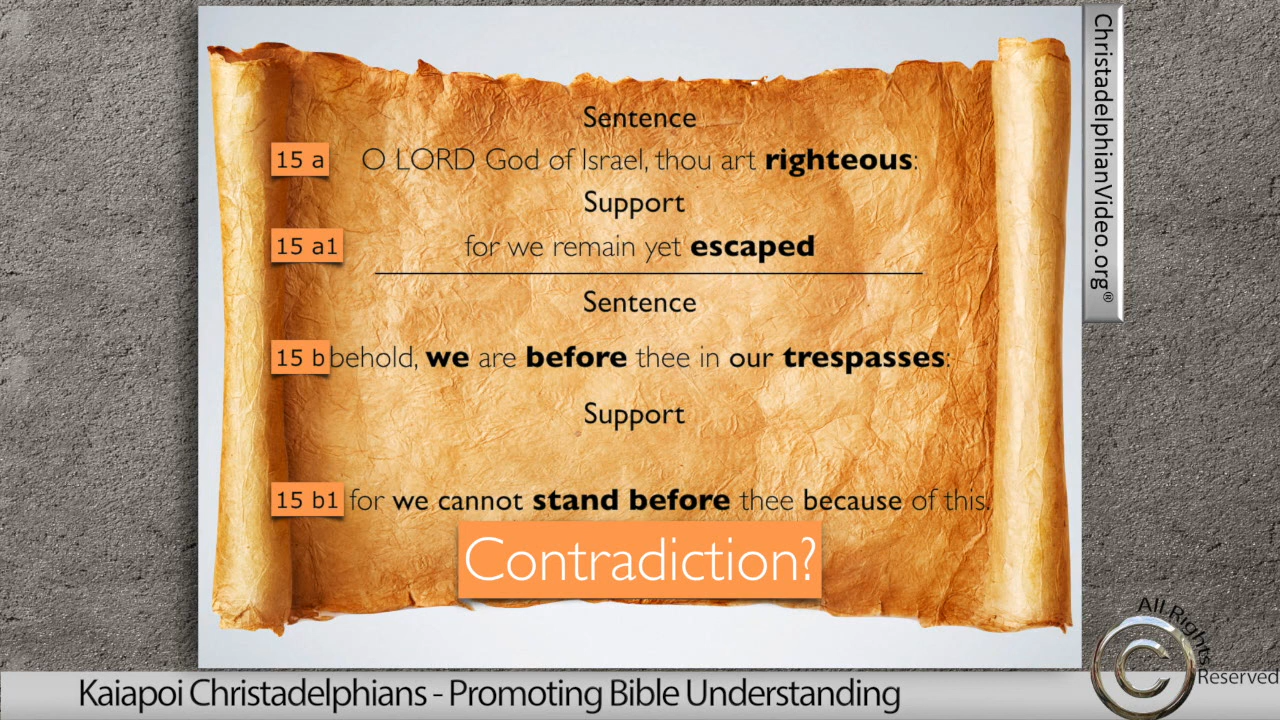 Sentence
15 a O LORD God of Israel, thou art righteous:
Support
15 a1 for we remain yet escaped
Sentence
15 b behold, we are before thee in our trespasses:
Support
15 b1 for we cannot stand before thee because of this.
Contradiction?
ChristadelphianVideo.org®
All Rights
C
Reserved
Kaiapoi Christadelphians - Promoting Bible Understanding